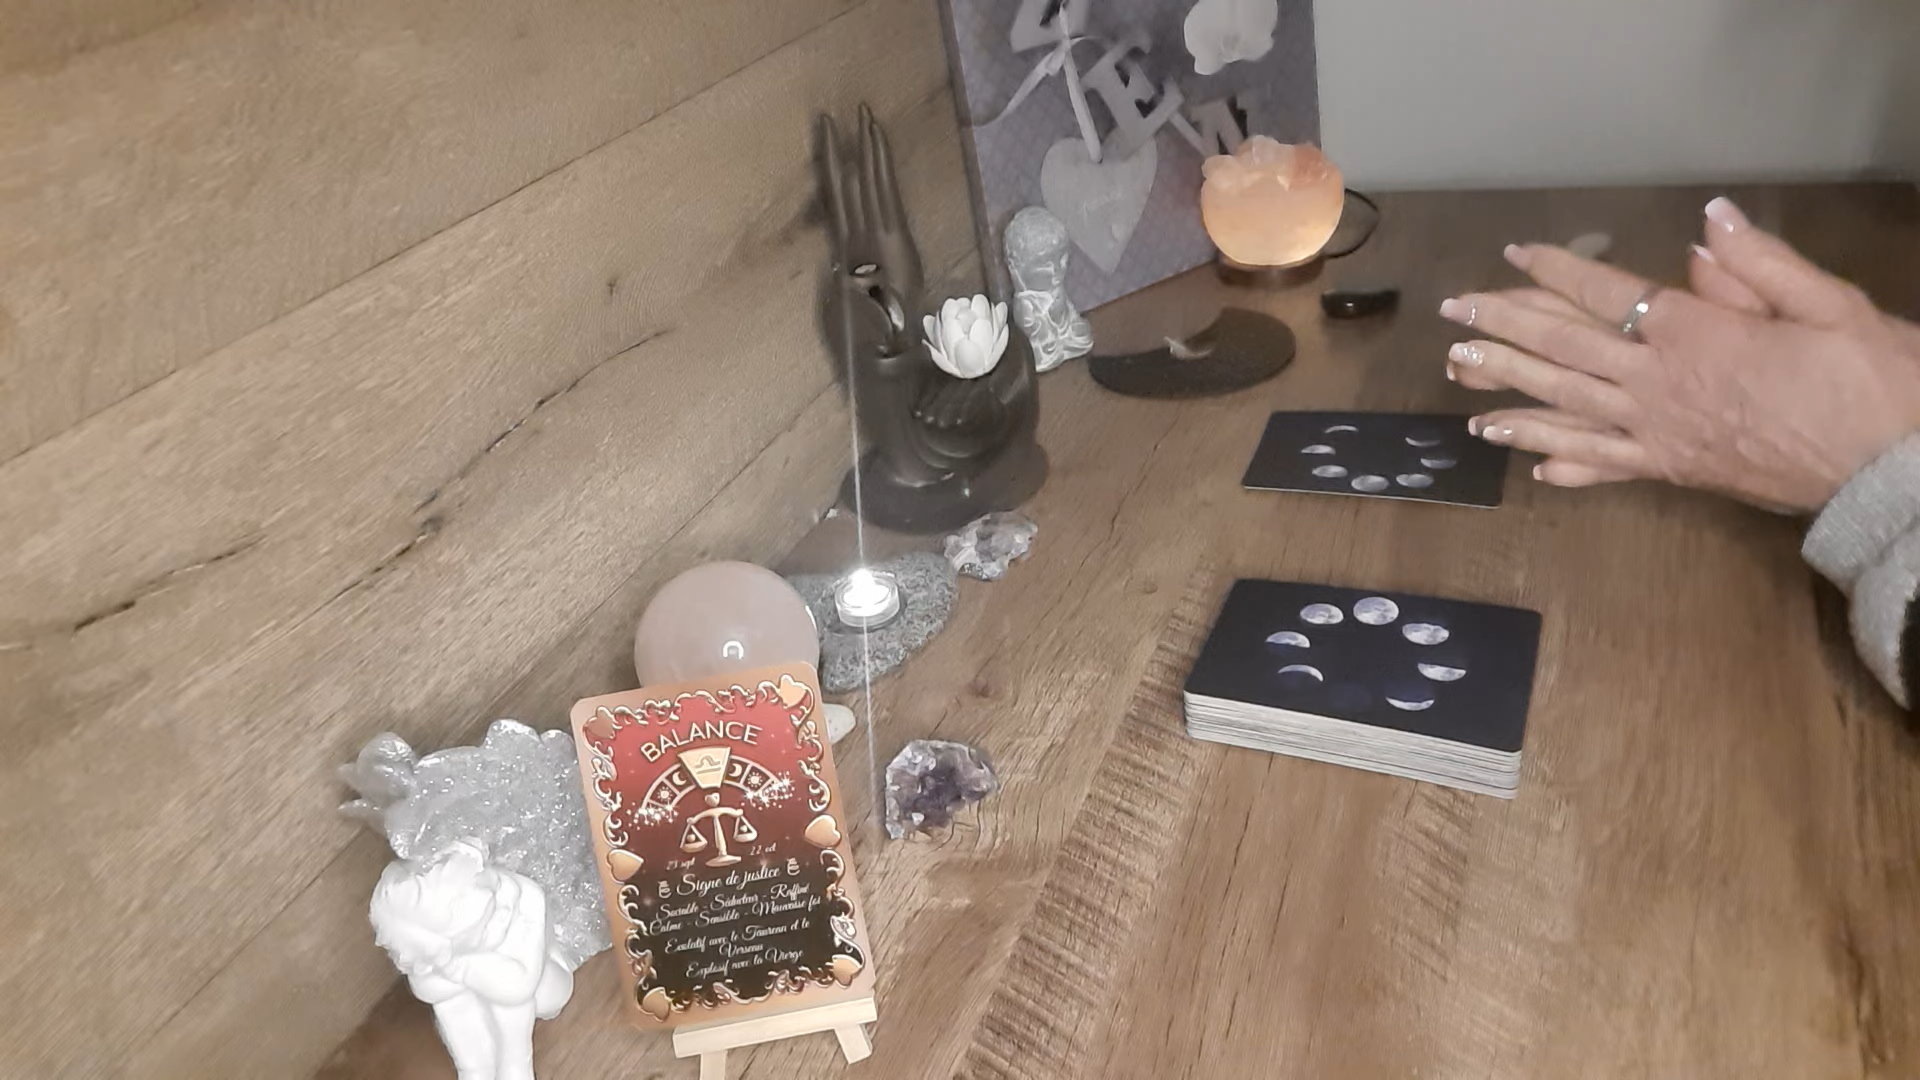 BALANCE
23 sept 22 oct
Signe de justice
Sociable - Séducteur - Raffiné
Calme - Sensible - Mauvaise foi
Evolutif avec le Taureau et le
Verseau
Explosif avec la Vierge